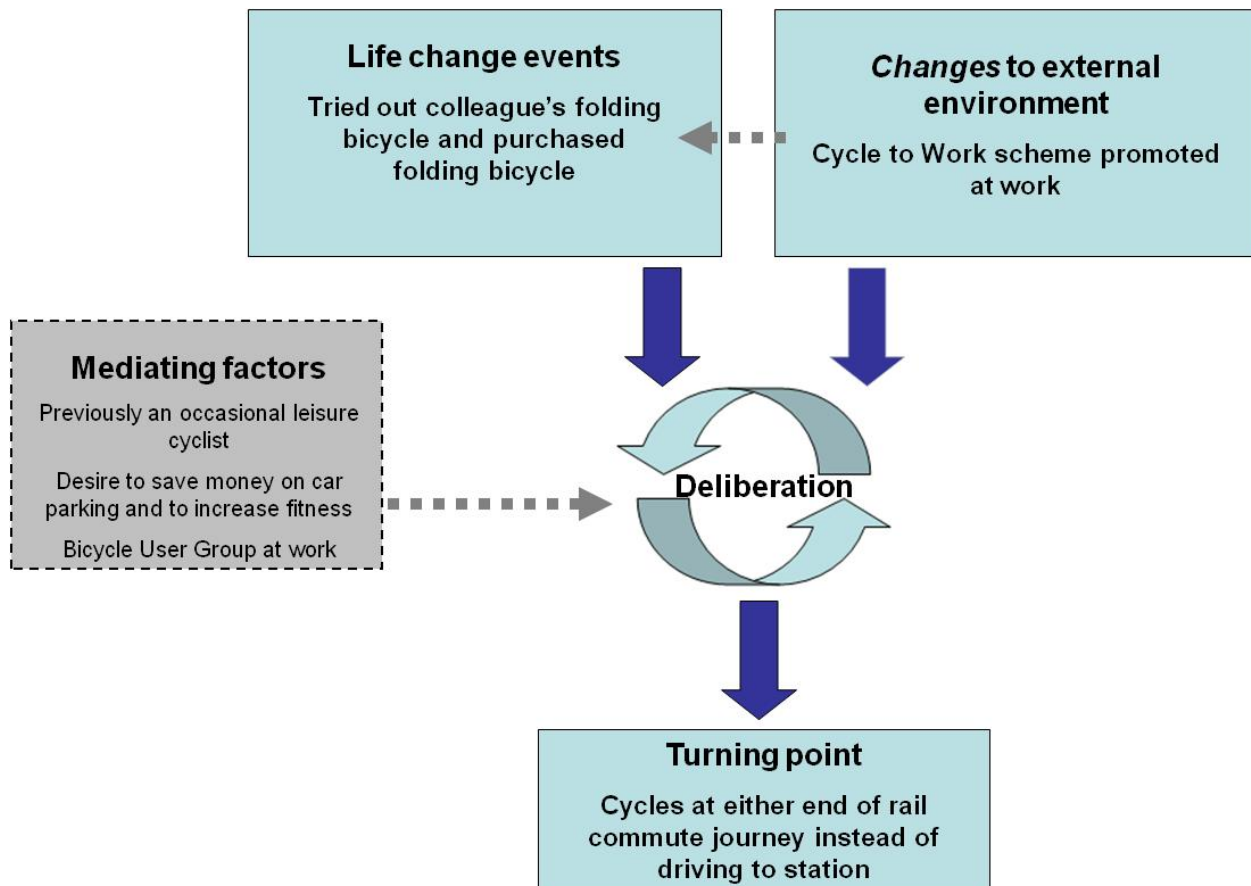 Life change events
Tried out colleague's folding
bicycle and purchased
folding bicycle
Changes to external
environment
Cycle to Work scheme promoted
at work
Mediating factors
Previously an occasional leisure
cyclist
Desire to save money on car
parking and to increase fitness
Bicycle User Group at work
Deliberation
Turning point
Cycles at either end of rail
commute journey instead of
driving to station